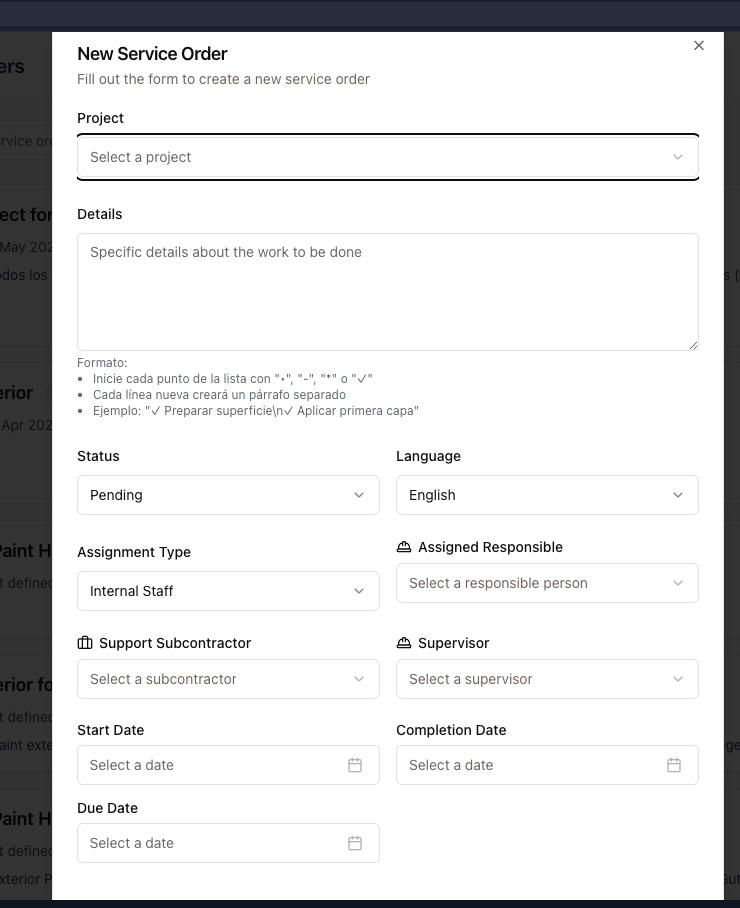 New Service Order
Fill out the form to create a new service order
Project
Select a project
Details
Specific details about the work to be done
Formato:
• Inicie cada punto de la lista con "•", "-", "*" o "✓"
• Cada línea nueva creará un párrafo separado
• Ejemplo: "✓ Preparar superficie\n✓ Aplicar primera capa"
Status
Language
Pending
English
Assignment Type
Assigned Responsible
Internal Staff
Select a responsible person
Support Subcontractor
Supervisor
Select a subcontractor
Select a supervisor
Start Date
Completion Date
Select a date
Select a date
Due Date
Select a date